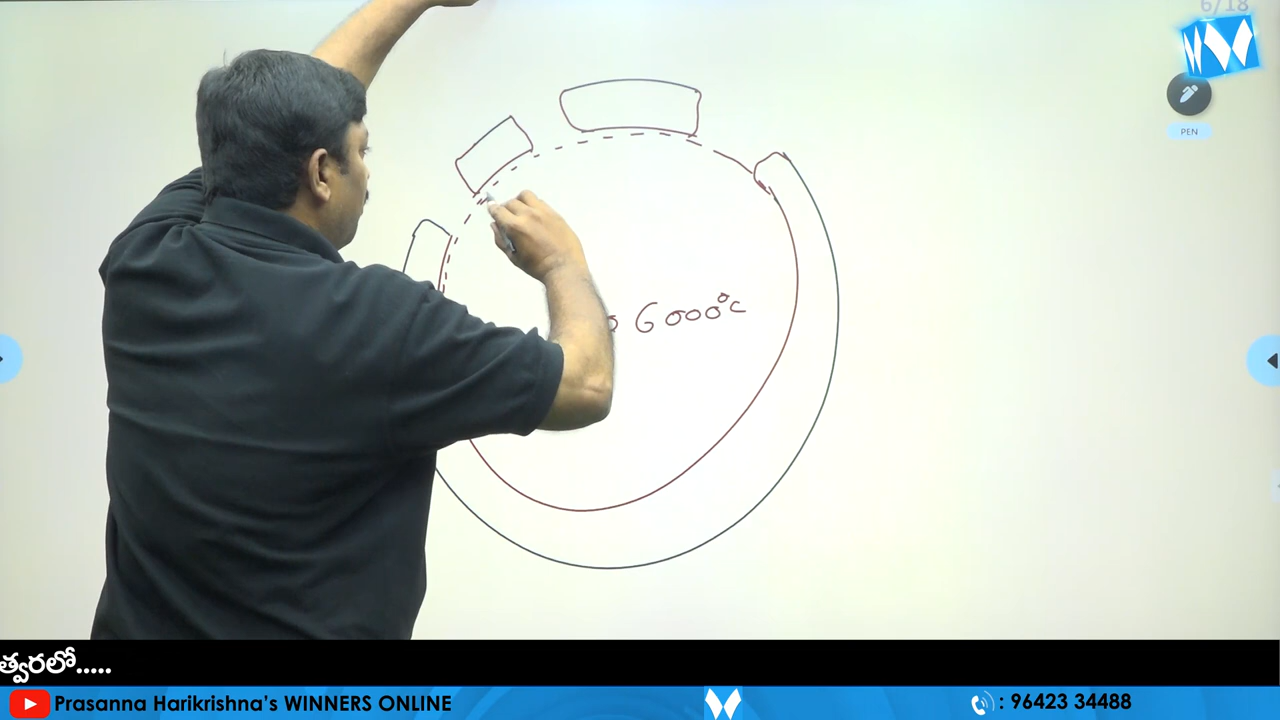 6/18
PEN
6000°C
త్వరలో.....
Prasanna Harikrishna's WINNERS ONLINE
: 96423 34488